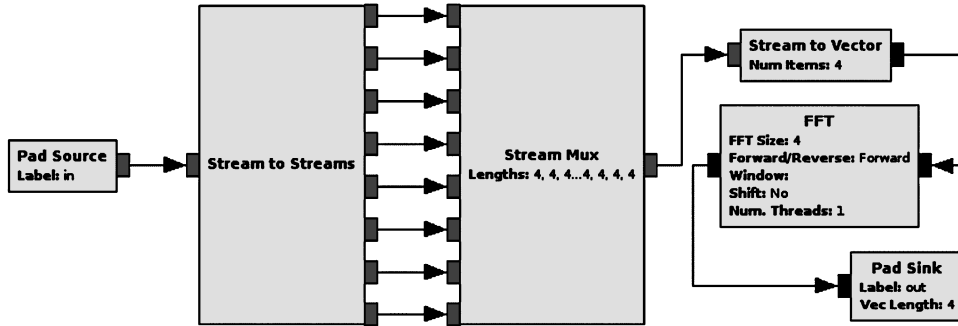 Pad Source
Label: in
Stream to Streams
Stream Mux
Lengths: 4, 4, 4...4, 4, 4, 4
Stream to Vector
Num Items: 4
FFT
FFT Size: 4
Forward/Reverse: Forward
Window:
Shift: No
Num. Threads: 1
Pad Sink
Label: out
Vec Length: 4